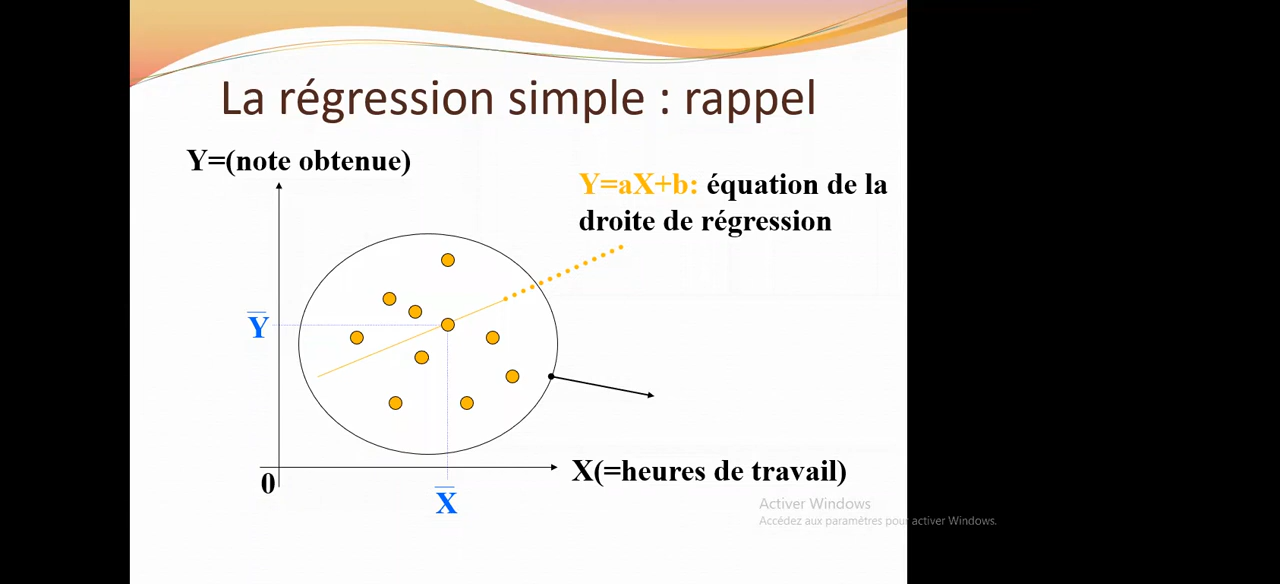 La régression simple : rappel
Y=(note obtenue)
Y=aX+b: équation de la
droite de régression
Y̅
X(=heures de travail)
0
X̅
Activer Windows
Accédez aux paramètres pour activer Windows.